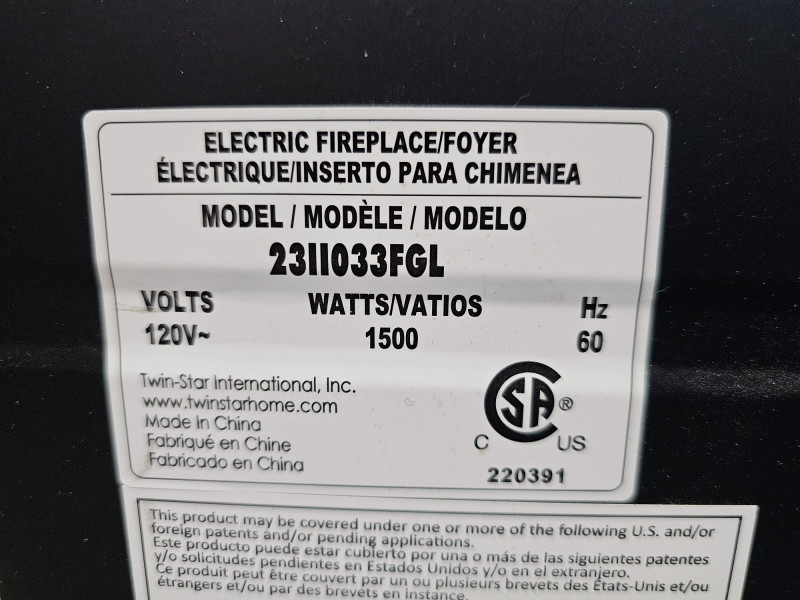 ELECTRIC FIREPLACE/FOYER
ÉLECTRIQUE/INSERTO PARA CHIMENEA
MODEL / MODÈLE / MODELO
23II033FGL
VOLTS WATTS/VATIOS Hz
120V~ 1500 60
Twin-Star International, Inc.
www.twinstarhome.com
Made in China
Fabriqué en Chine
Fabricado en China
CSA®
C US
220391
This product may be covered under one or more of the following U.S. and/or
foreign patents and/or pending applications.
Este producto puede estar cubierto por una o más de las siguientes patentes
y/o solicitudes pendientes en Estados Unidos y/o en el extranjero.
Ce produit peut être couvert par un ou plusieurs brevets des États-Unis et/ou
étrangers et/ou par des brevets en instance.